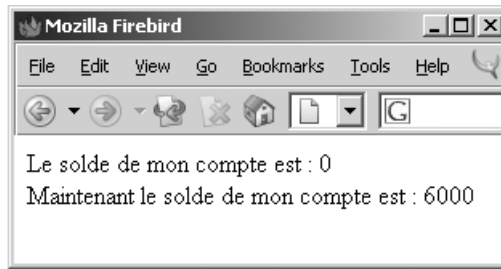 Mozilla Firebird
File Edit View Go Bookmarks Tools Help
G
Le solde de mon compte est : 0
Maintenant le solde de mon compte est : 6000